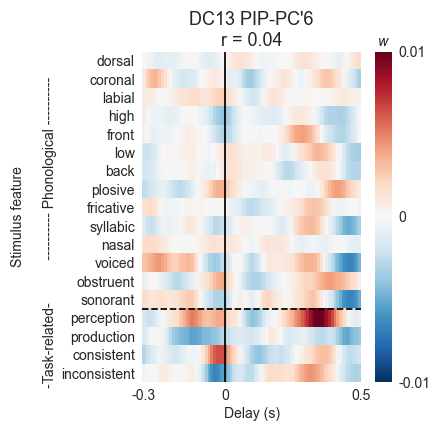 DC13 PIP-PC'6
r = 0.04
w
dorsal
coronal
labial
high
front
low
back
plosive
fricative
syllabic
nasal
voiced
obstruent
sonorant
perception
production
consistent
inconsistent
Stimulus feature
---------- Phonological ----------
-Task-related-
0.01
0
-0.01
-0.3
0
0.5
Delay (s)